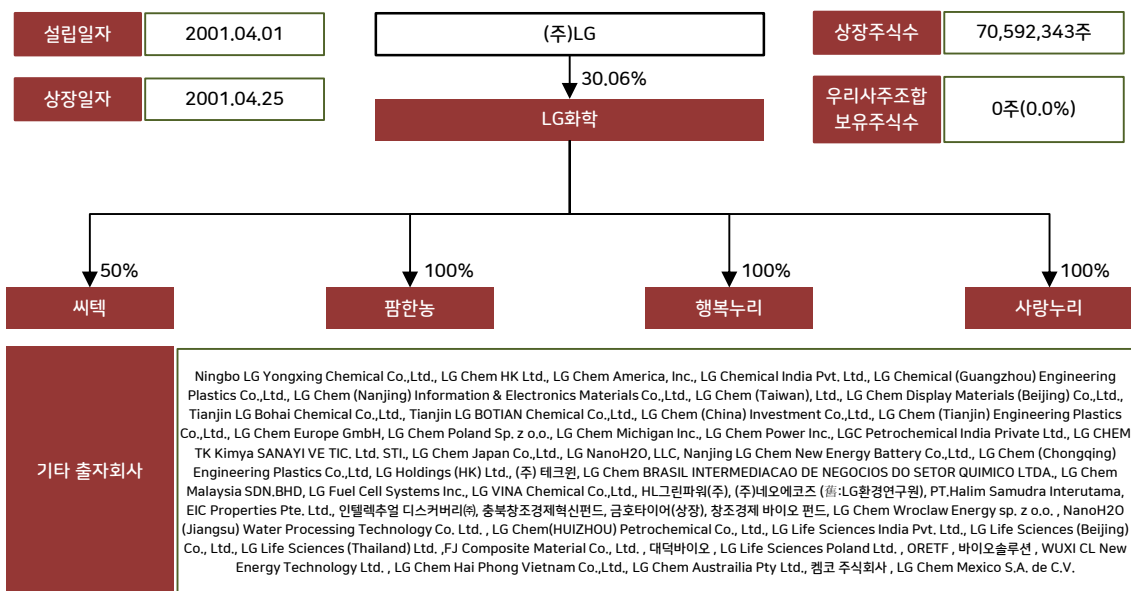 설립일자
2001.04.01
(주)LG
상장주식수
70,592,343주
30.06%
상장일자
2001.04.25
LG화학
우리사주조합
보유주식수
0주(0.0%)
50%
100%
100%
100%
씨텍
팜한농
행복누리
사랑누리
기타 출자회사
Ningbo LG Yongxing Chemical Co.,Ltd., LG Chem HK Ltd., LG Chem America, Inc., LG Chemical India Pvt. Ltd., LG Chemical (Guangzhou) Engineering
Plastics Co.,Ltd., LG Chem (Nanjing) Information & Electronics Materials Co.,Ltd., LG Chem (Taiwan), Ltd., LG Chem Display Materials (Beijing) Co.,Ltd.,
Tianjin LG Bohai Chemical Co.,Ltd., Tianjin LG BOTIAN Chemical Co.,Ltd., LG Chem (China) Investment Co.,Ltd., LG Chem (Tianjin) Engineering Plastics
Co.,Ltd., LG Chem Europe GmbH, LG Chem Poland Sp. z o.o., LG Chem Michigan Inc., LG Chem Power Inc., LGC Petrochemical India Private Ltd., LG CHEM
TK Kimya SANAYI VE TIC. Ltd. STI., LG Chem Japan Co.,Ltd., LG NanoH2O, LLC, Nanjing LG Chem New Energy Battery Co.,Ltd., LG Chem (Chongqing)
Engineering Plastics Co.,Ltd, LG Holdings (HK) Ltd., (주) 테크윈, LG Chem BRASIL INTERMEDIACAO DE NEGOCIOS DO SETOR QUIMICO LTDA., LG Chem
Malaysia SDN.BHD, LG Fuel Cell Systems Inc., LG VINA Chemical Co.,Ltd., HL그린파워(주), (주)네오에코즈 (舊:LG환경연구원), PT.Halim Samudra Interutama,
EIC Properties Pte. Ltd., 인텔렉추얼 디스커버리㈜, 충북창조경제혁신펀드, 금호타이어(상장), 창조경제 바이오 펀드, LG Chem Wroclaw Energy sp. z o.o. , NanoH2O
(Jiangsu) Water Processing Technology Co. Ltd. , LG Chem(HUIZHOU) Petrochemical Co., Ltd., LG Life Sciences India Pvt. Ltd., LG Life Sciences (Beijing)
Co., Ltd., LG Life Sciences (Thailand) Ltd. ,FJ Composite Material Co., Ltd. , 대덕바이오 , LG Life Sciences Poland Ltd. , ORETF , 바이오솔루션 , WUXI CL New
Energy Technology Ltd. , LG Chem Hai Phong Vietnam Co.,Ltd., LG Chem Austrailia Pty Ltd., 켐코 주식회사 , LG Chem Mexico S.A. de C.V.